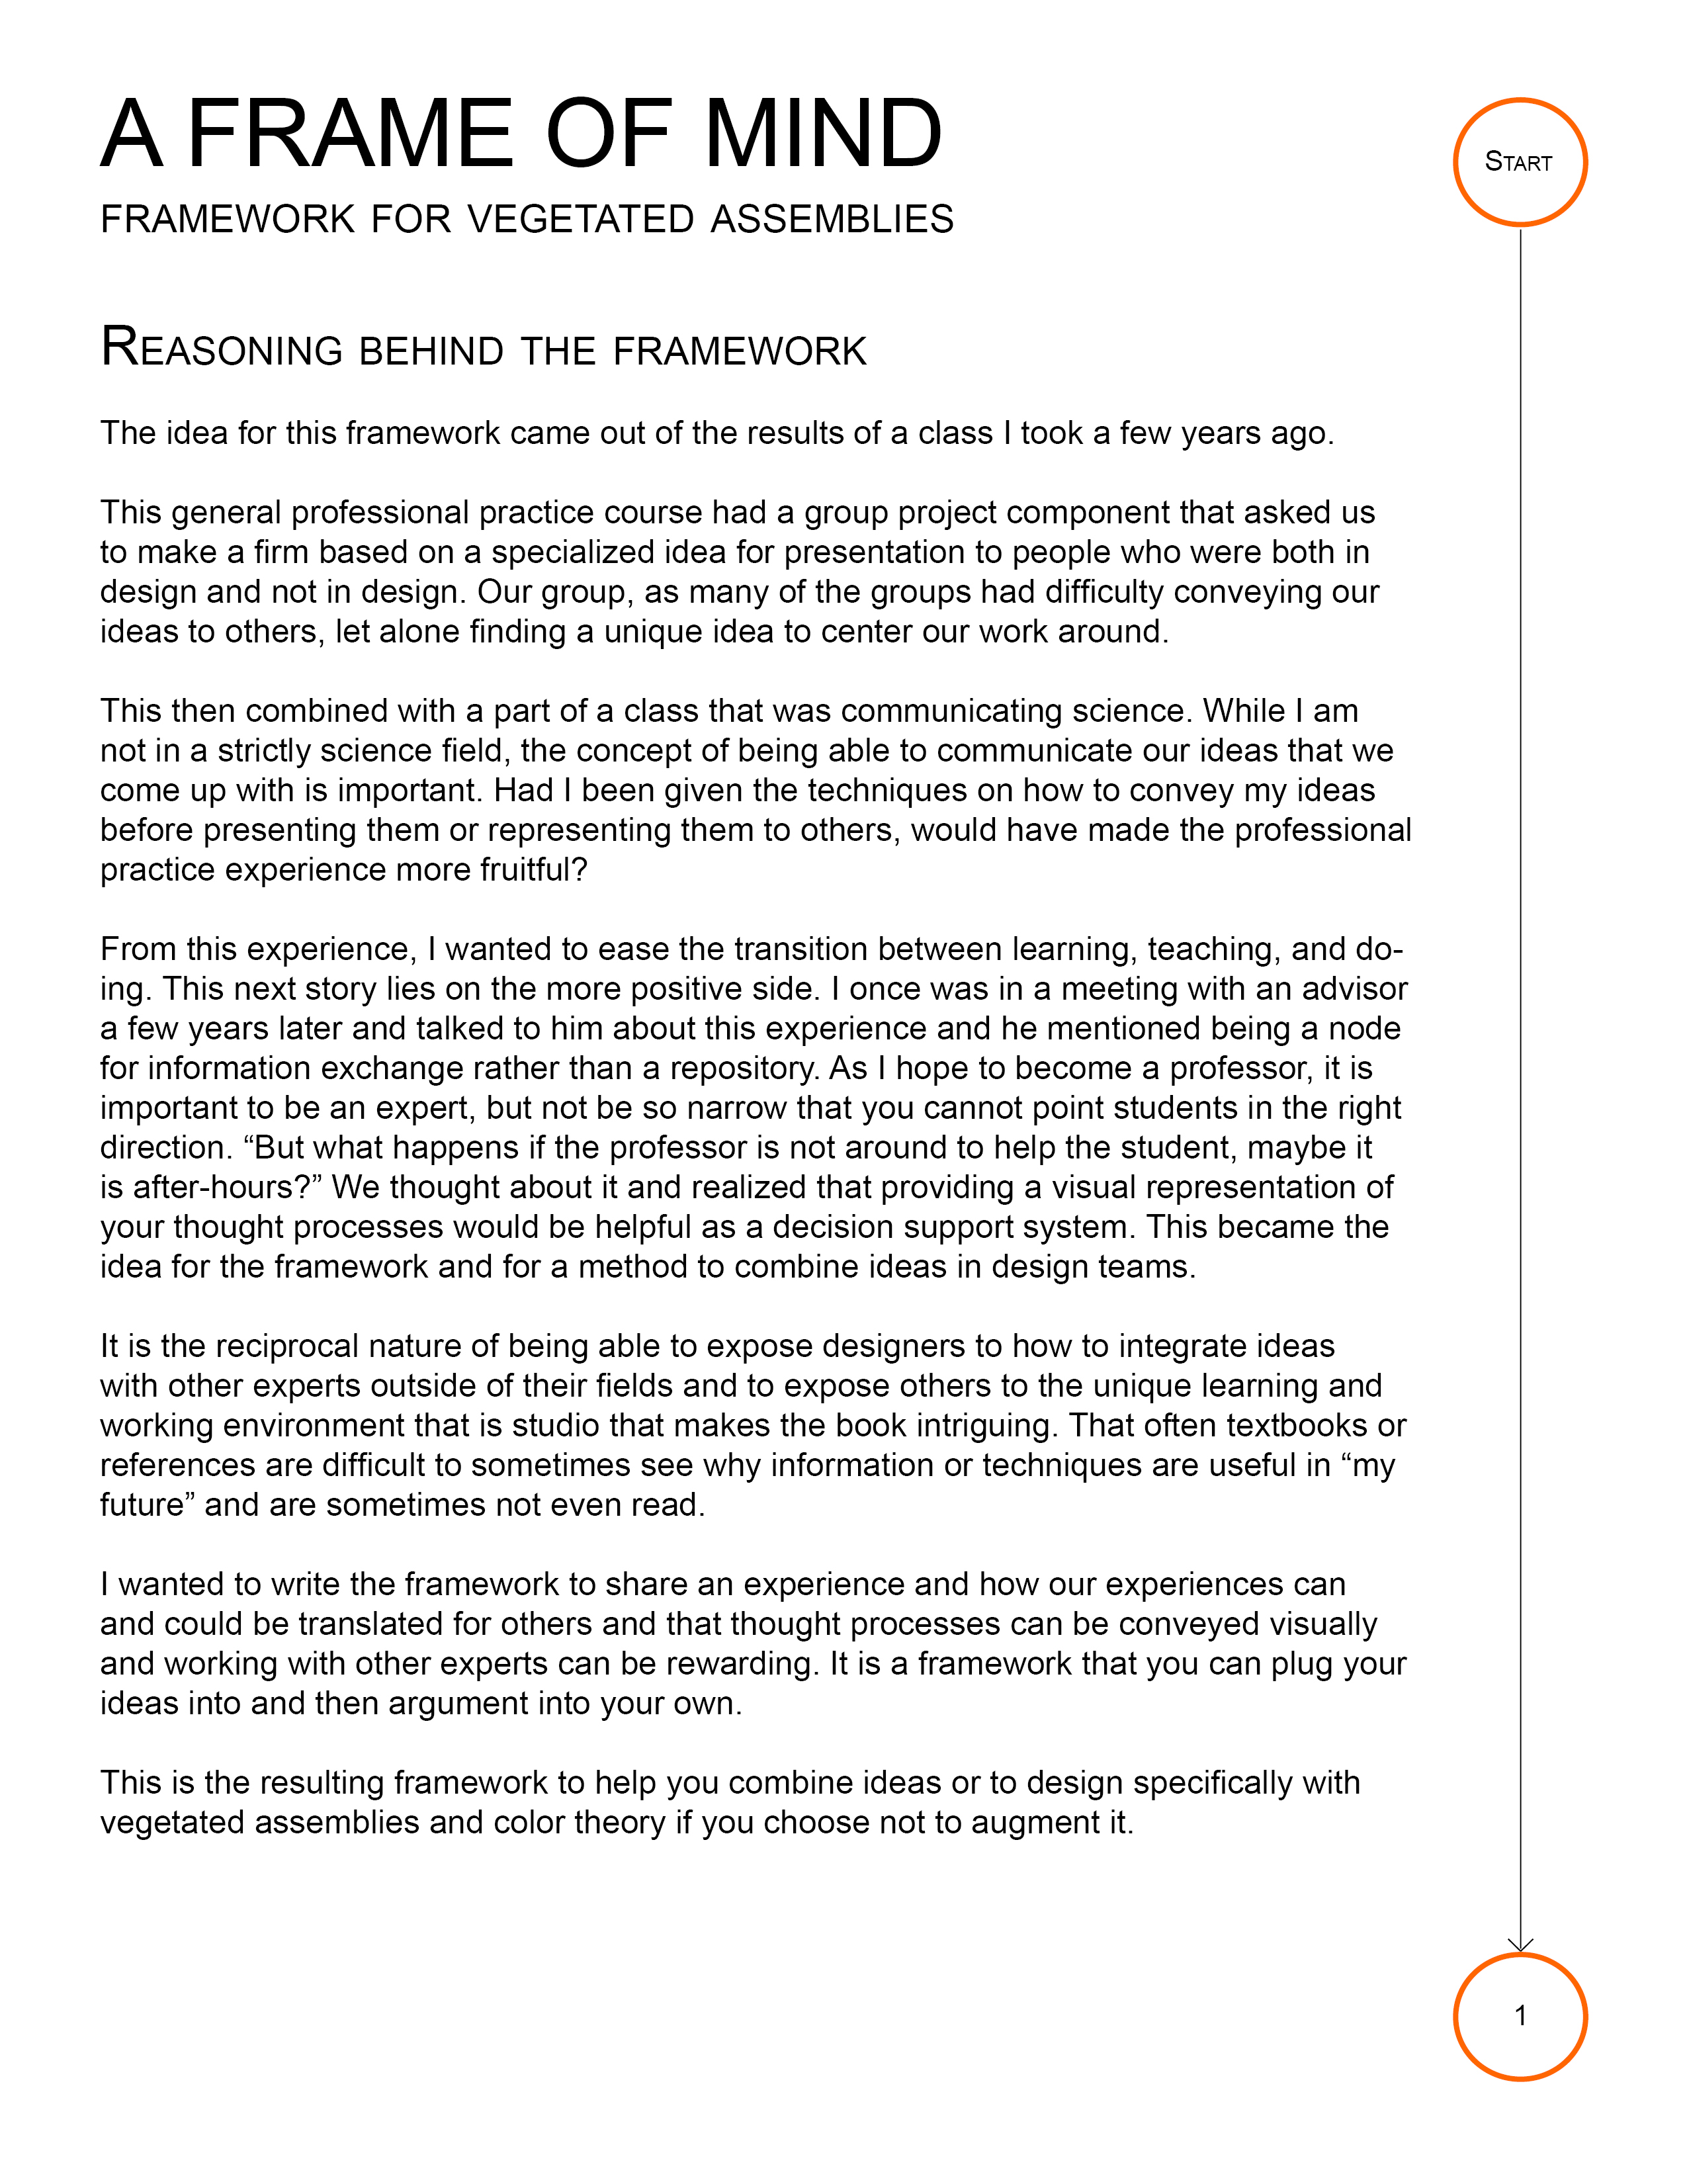 A FRAME OF MIND
FRAMEWORK FOR VEGETATED ASSEMBLIES
START
REASONING BEHIND THE FRAMEWORK
The idea for this framework came out of the results of a class I took a few years ago.
This general professional practice course had a group project component that asked us
to make a firm based on a specialized idea for presentation to people who were both in
design and not in design. Our group, as many of the groups had difficulty conveying our
ideas to others, let alone finding a unique idea to center our work around.
This then combined with a part of a class that was communicating science. While I am
not in a strictly science field, the concept of being able to communicate our ideas that we
come up with is important. Had I been given the techniques on how to convey my ideas
before presenting them or representing them to others, would have made the professional
practice experience more fruitful?
From this experience, I wanted to ease the transition between learning, teaching, and do-
ing. This next story lies on the more positive side. I once was in a meeting with an advisor
a few years later and talked to him about this experience and he mentioned being a node
for information exchange rather than a repository. As I hope to become a professor, it is
important to be an expert, but not be so narrow that you cannot point students in the right
direction. “But what happens if the professor is not around to help the student, maybe it
is after-hours?” We thought about it and realized that providing a visual representation of
your thought processes would be helpful as a decision support system. This became the
idea for the framework and for a method to combine ideas in design teams.
It is the reciprocal nature of being able to expose designers to how to integrate ideas
with other experts outside of their fields and to expose others to the unique learning and
working environment that is studio that makes the book intriguing. That often textbooks or
references are difficult to sometimes see why information or techniques are useful in “my
future” and are sometimes not even read.
I wanted to write the framework to share an experience and how our experiences can
and could be translated for others and that thought processes can be conveyed visually
and working with other experts can be rewarding. It is a framework that you can plug your
ideas into and then argument into your own.
This is the resulting framework to help you combine ideas or to design specifically with
vegetated assemblies and color theory if you choose not to augment it.
1